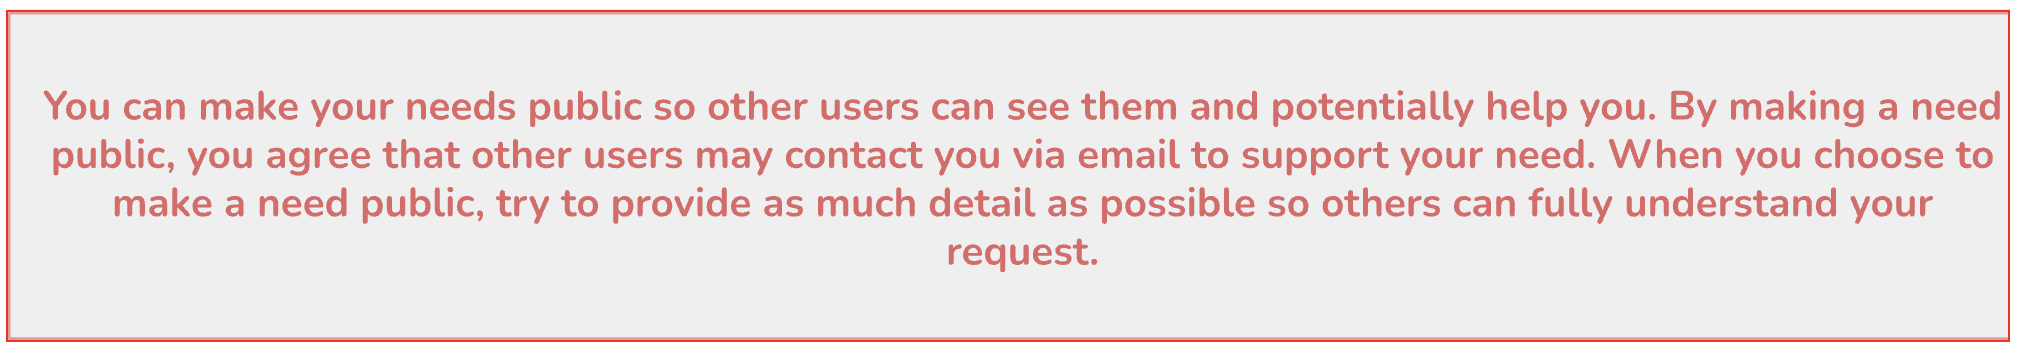 You can make your needs public so other users can see them and potentially help you. By making a need
public, you agree that other users may contact you via email to support your need. When you choose to
make a need public, try to provide as much detail as possible so others can fully understand your
request.